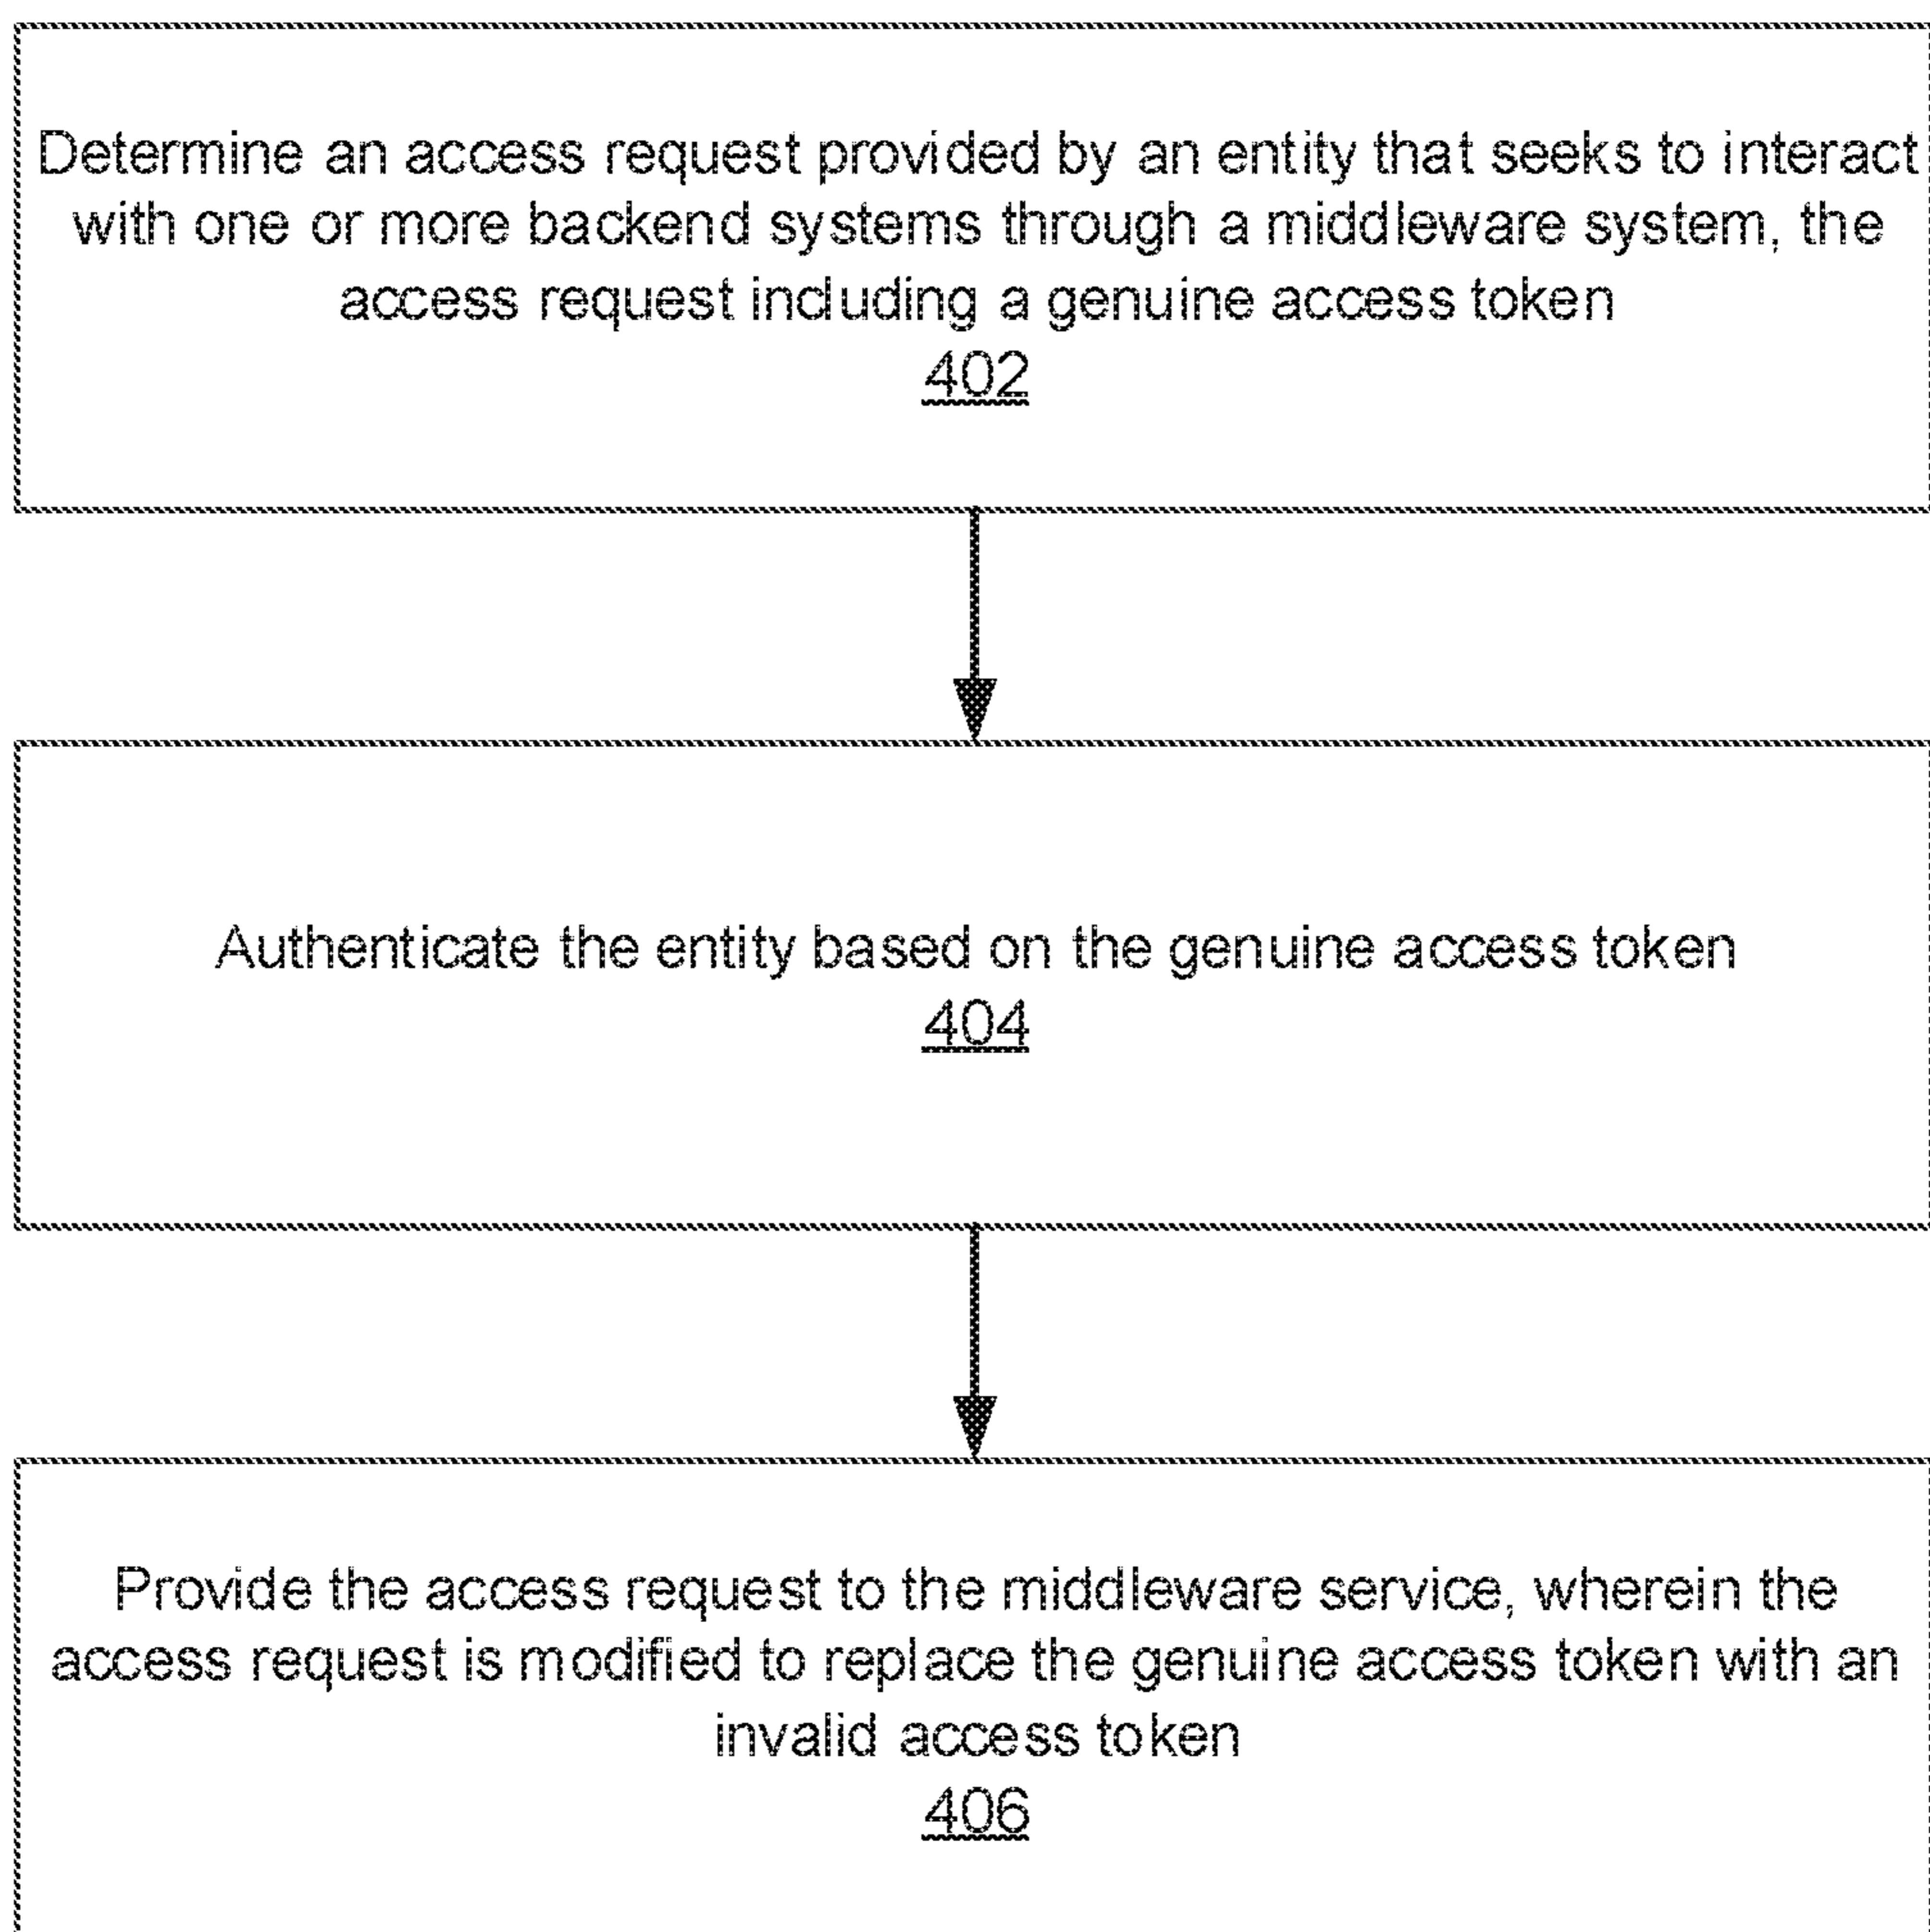 Determine an access request provided by an entity that seeks to interact
with one or more backend systems through a middleware system, the
access request including a genuine access token
402
Authenticate the entity based on the genuine access token
404
Provide the access request to the middleware service, wherein the
access request is modified to replace the genuine access token with an
invalid access token
406